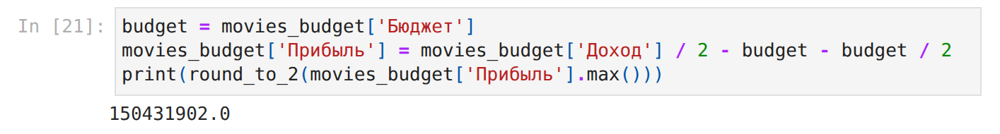 In [21]: budget = movies_budget['Бюджет']
movies_budget['Прибыль'] = movies_budget['Доход'] / 2 - budget - budget / 2
print(round_to_2(movies_budget['Прибыль'].max()))
150431902.0